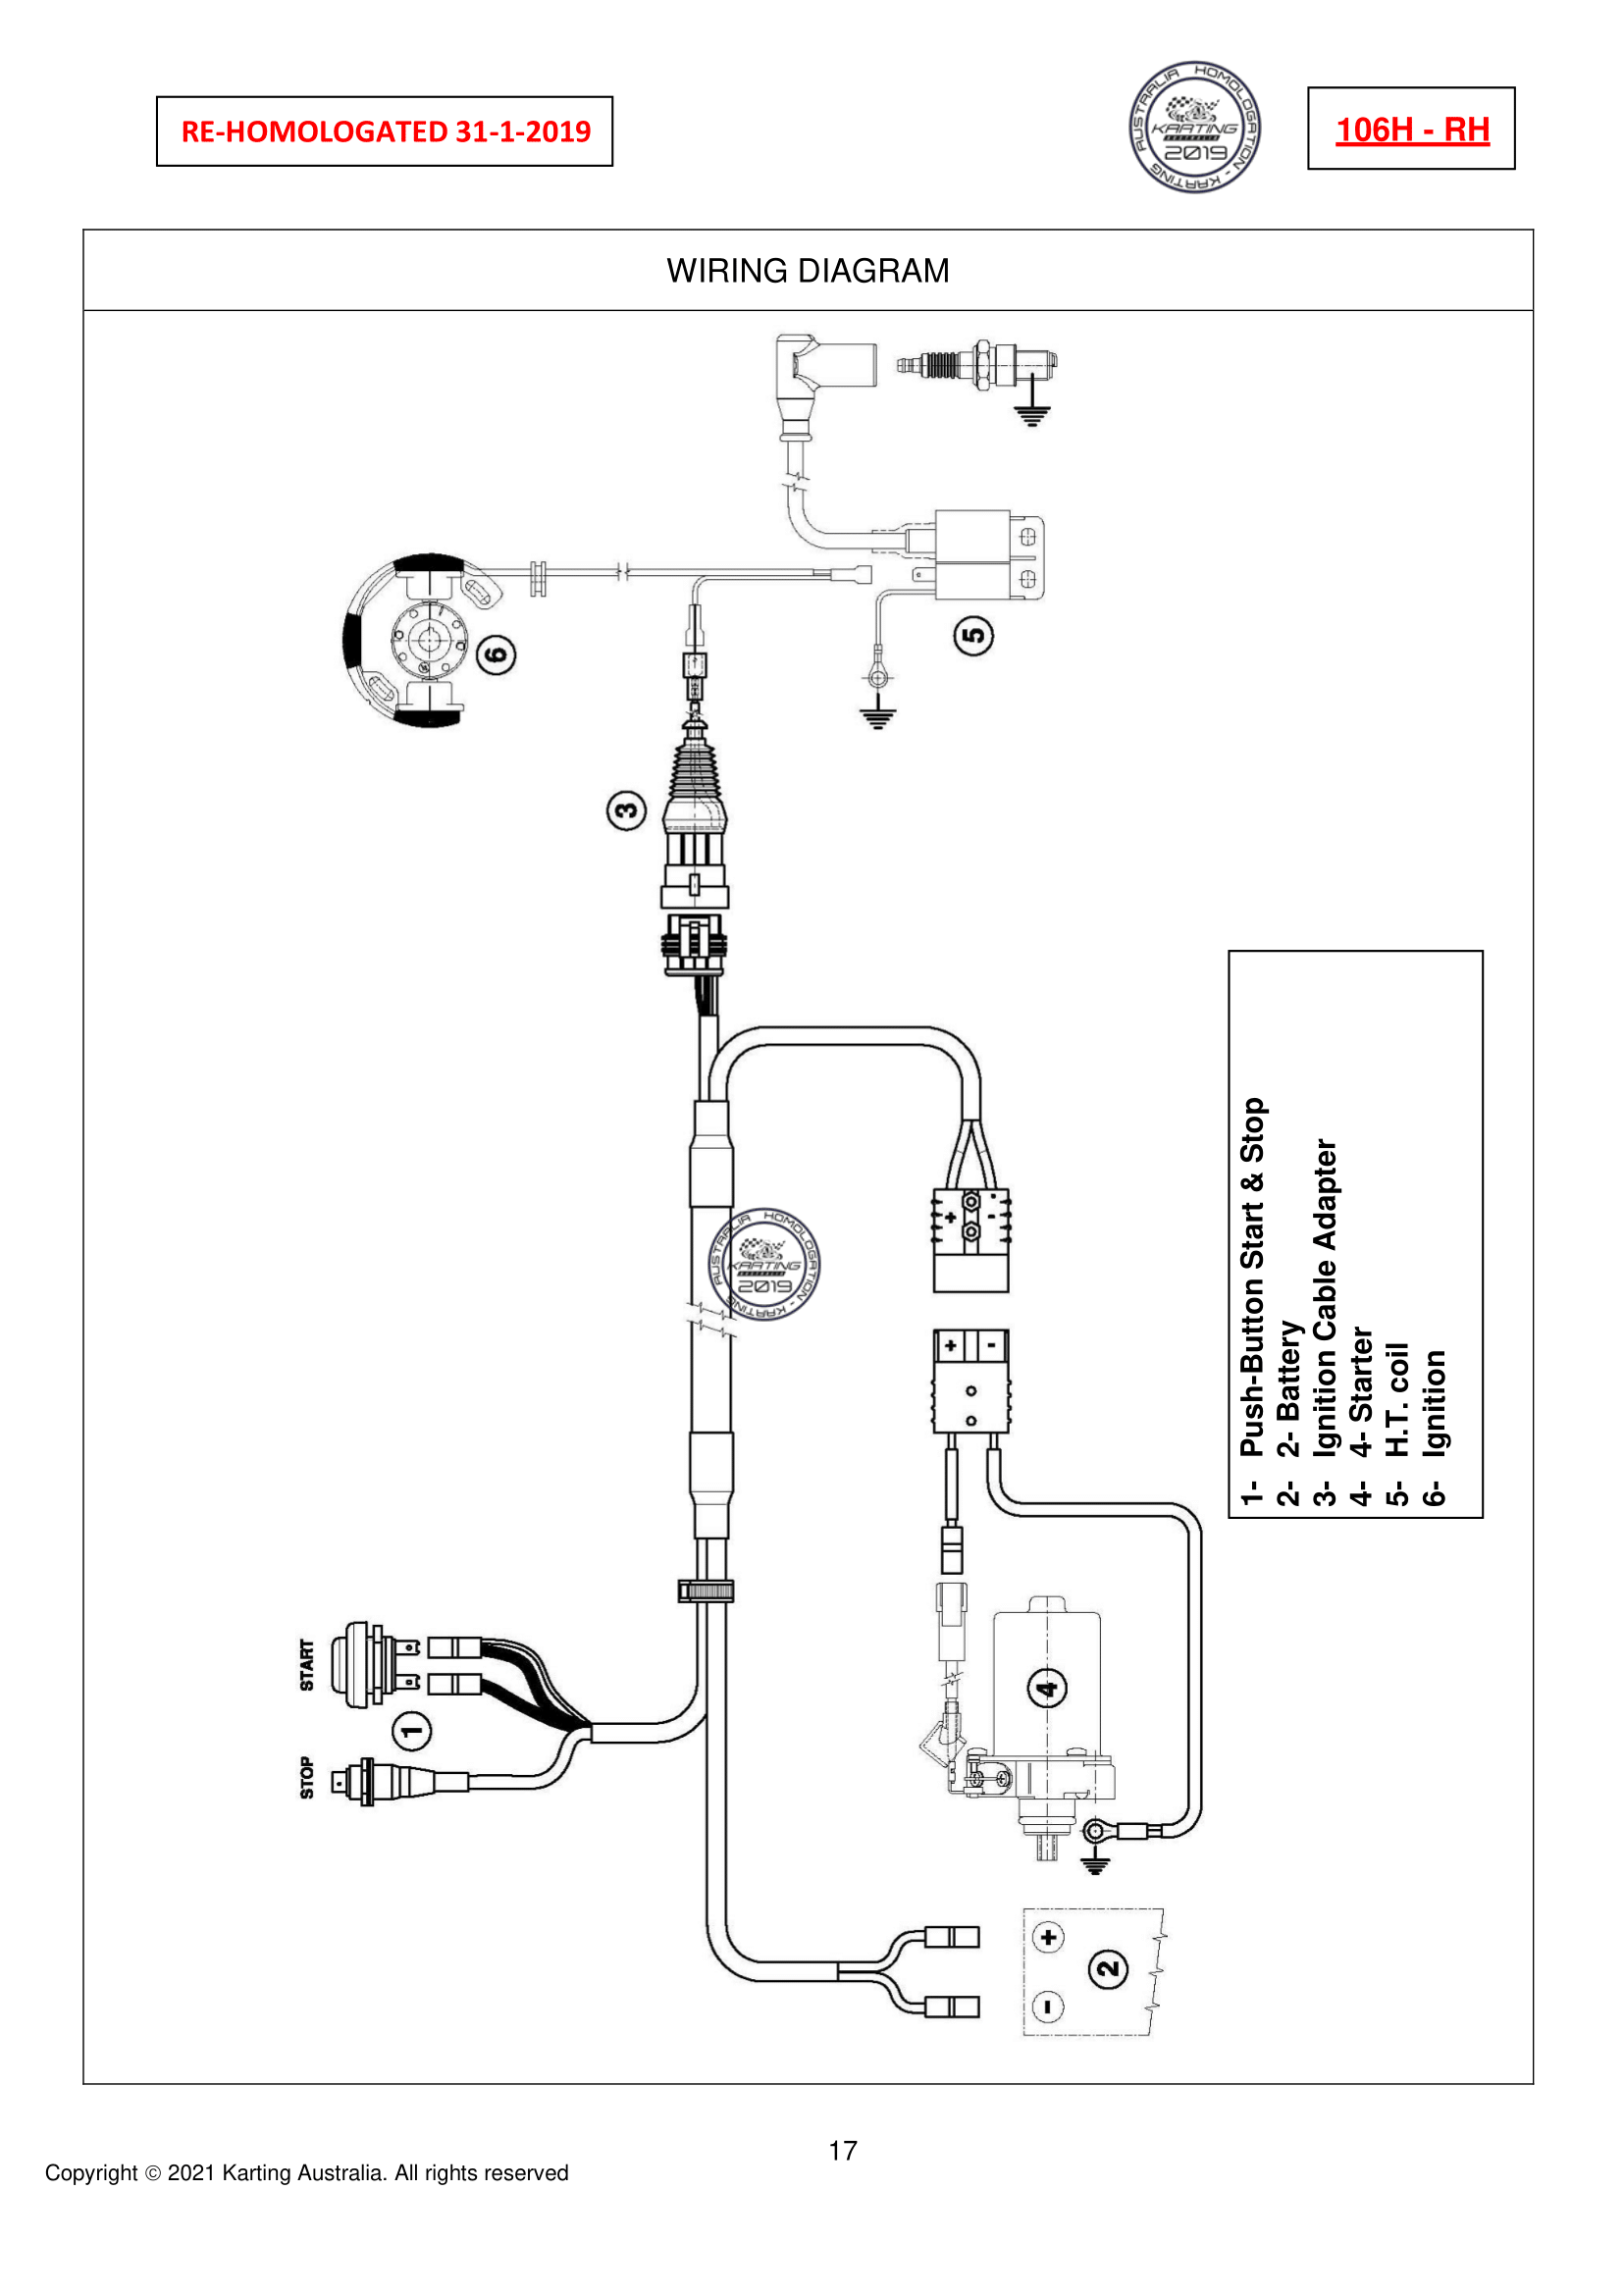 RE-HOMOLOGATED 31-1-2019
AUSTRALIA HOMOLOGATION - KARTING
KARTING
AUSTRALIA
2019
106H - RH
WIRING DIAGRAM
6
5
3
+ -
AUSTRALIA HOMOLOGATION - KARTING
KARTING
AUSTRALIA
2019
+ -
1- Push-Button Start & Stop
2- 2- Battery
3- Ignition Cable Adapter
4- 4- Starter
5- H.T. coil
6- Ignition
START
STOP
1
4
+
-
2
17
Copyright © 2021 Karting Australia. All rights reserved